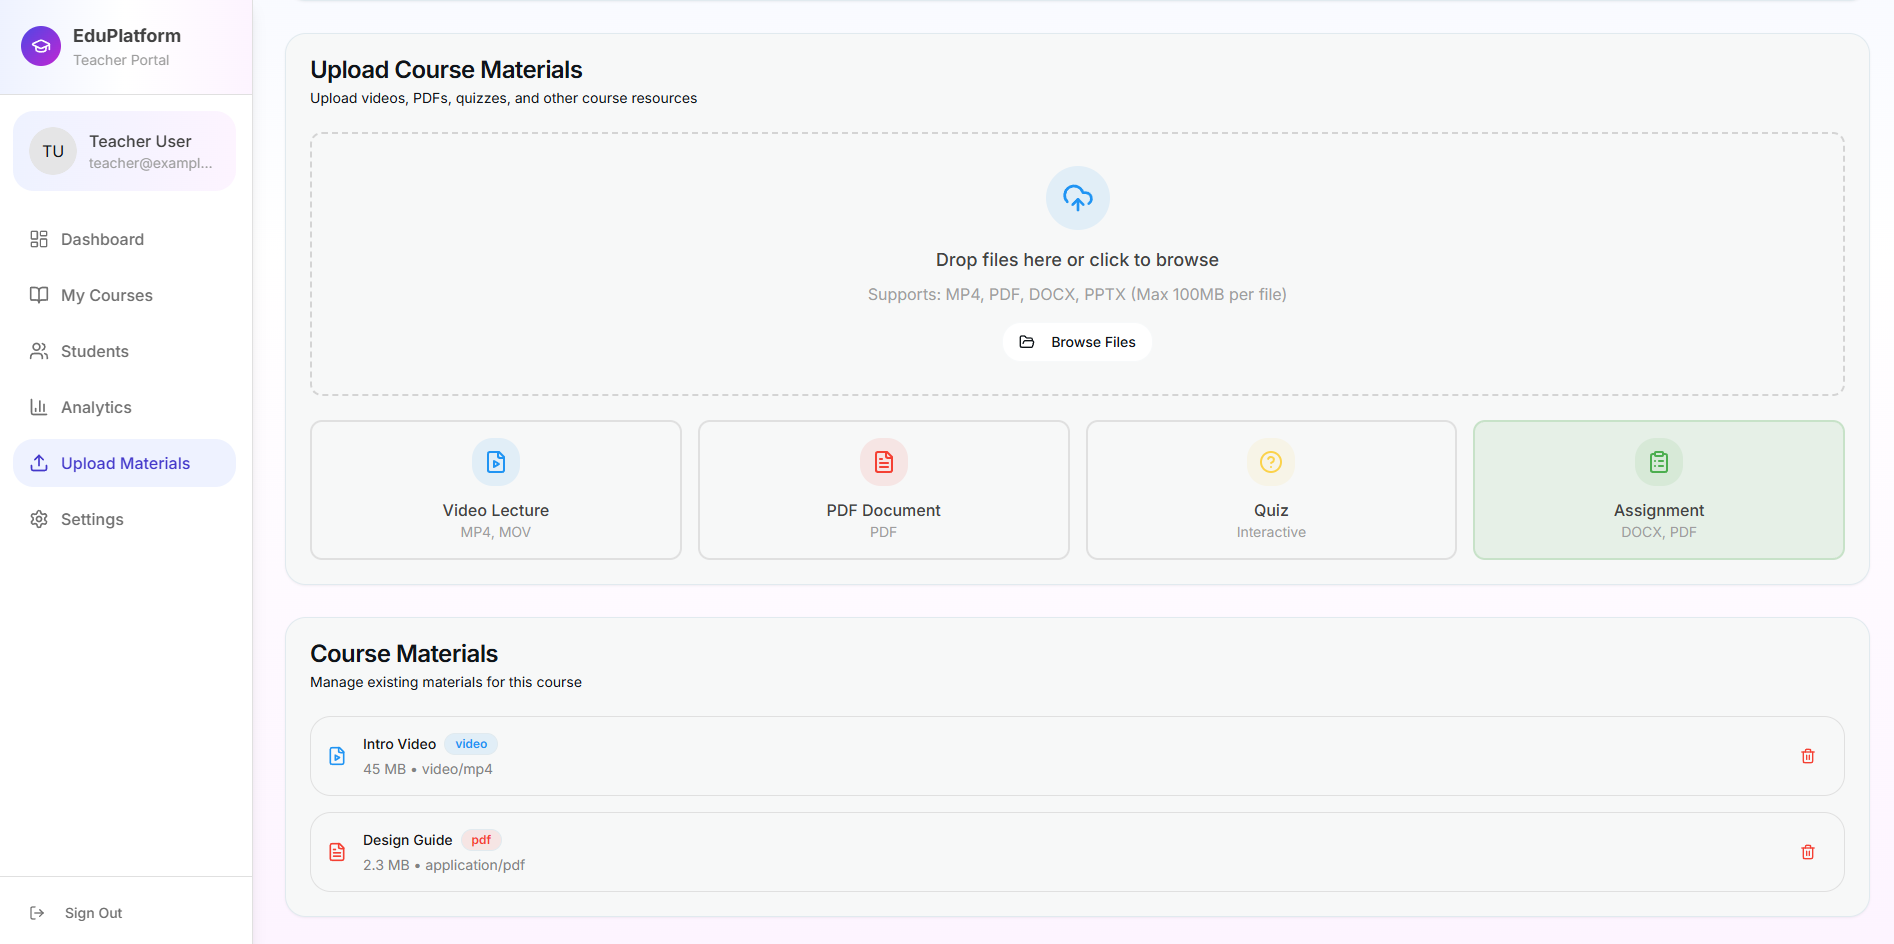 EduPlatform
Teacher Portal
TU
Teacher User
teacher@exampl...
Dashboard
My Courses
Students
Analytics
Upload Materials
Settings
Sign Out
Upload Course Materials
Upload videos, PDFs, quizzes, and other course resources
Drop files here or click to browse
Supports: MP4, PDF, DOCX, PPTX (Max 100MB per file)
Browse Files
Video Lecture
MP4, MOV
PDF Document
PDF
Quiz
Interactive
Assignment
DOCX, PDF
Course Materials
Manage existing materials for this course
Intro Video video
45 MB • video/mp4
Design Guide pdf
2.3 MB • application/pdf